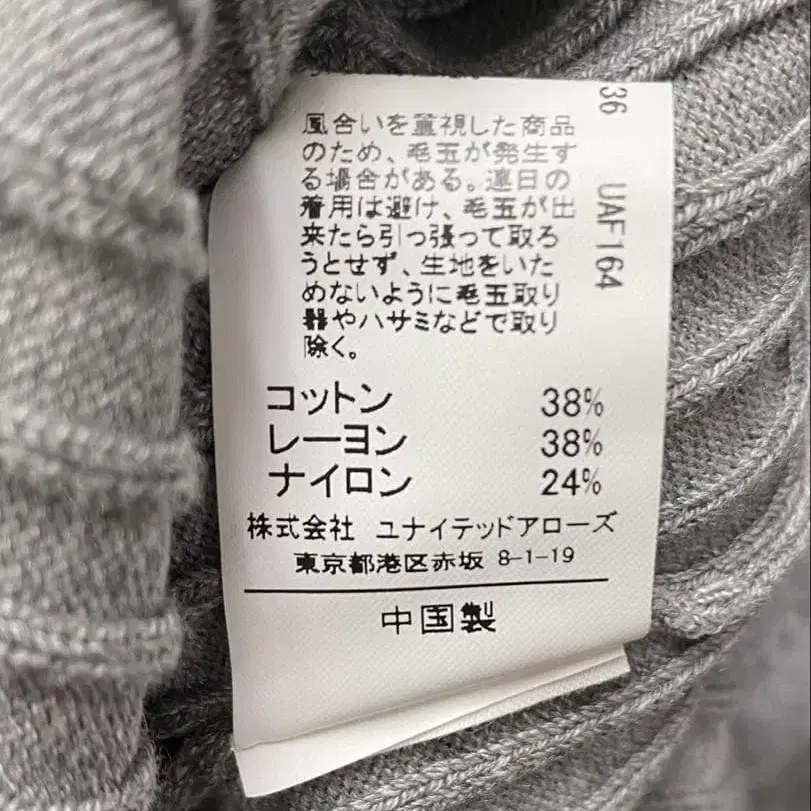 風合いを重視した商品
のため、毛玉が発生す
る場合がある。連日の
着用は避け、毛玉が出
来たら引っ張って取ろ
うとせず、生地をいた
めないように毛玉取り
器やハサミなどで取り
除く。
コットン 38%
レーヨン 38%
ナイロン 24%
株式会社 ユナイテッドアローズ
東京都港区赤坂 8-1-19
中国製
36 UAF164